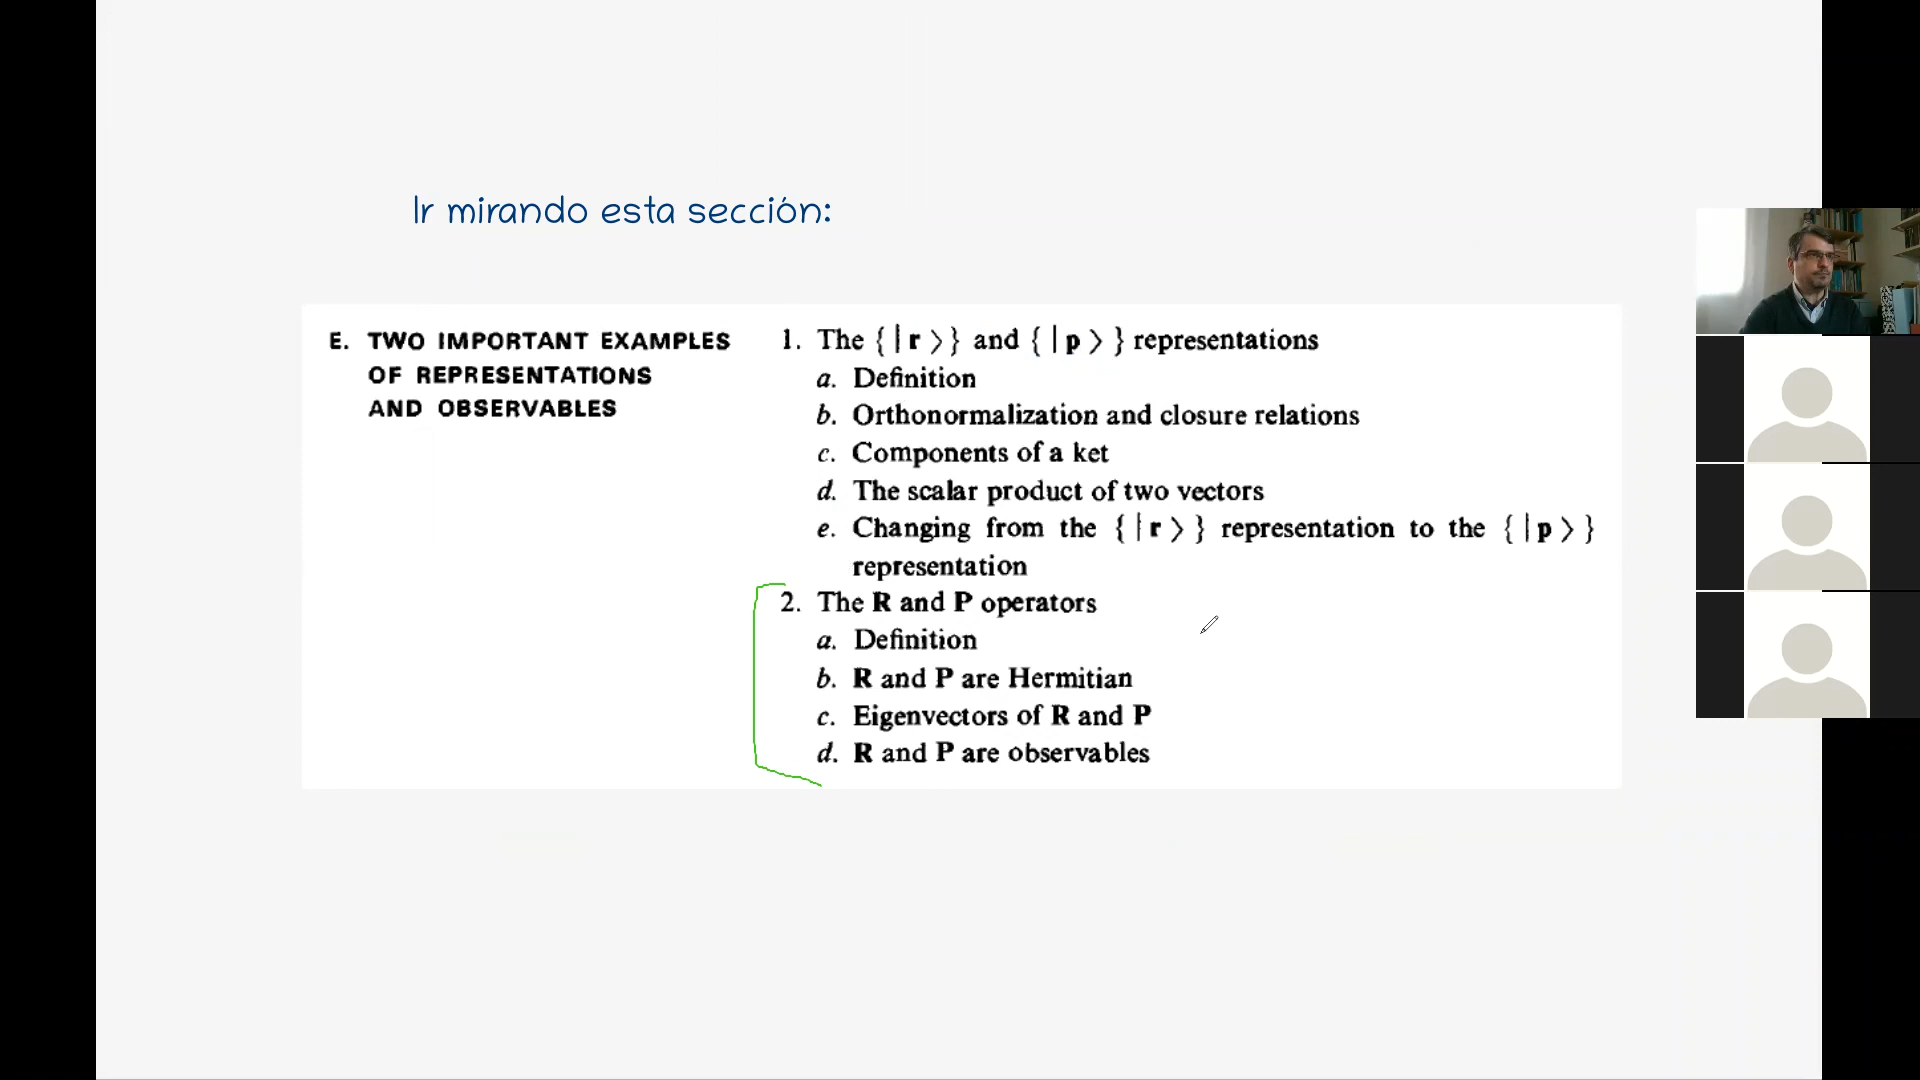 Ir mirando esta sección:
E. TWO IMPORTANT EXAMPLES
OF REPRESENTATIONS
AND OBSERVABLES
1. The {|r⟩} and {|p⟩} representations
a. Definition
b. Orthonormalization and closure relations
c. Components of a ket
d. The scalar product of two vectors
e. Changing from the {|r⟩} representation to the {|p⟩}
representation
2. The R and P operators
a. Definition
b. R and P are Hermitian
c. Eigenvectors of R and P
d. R and P are observables